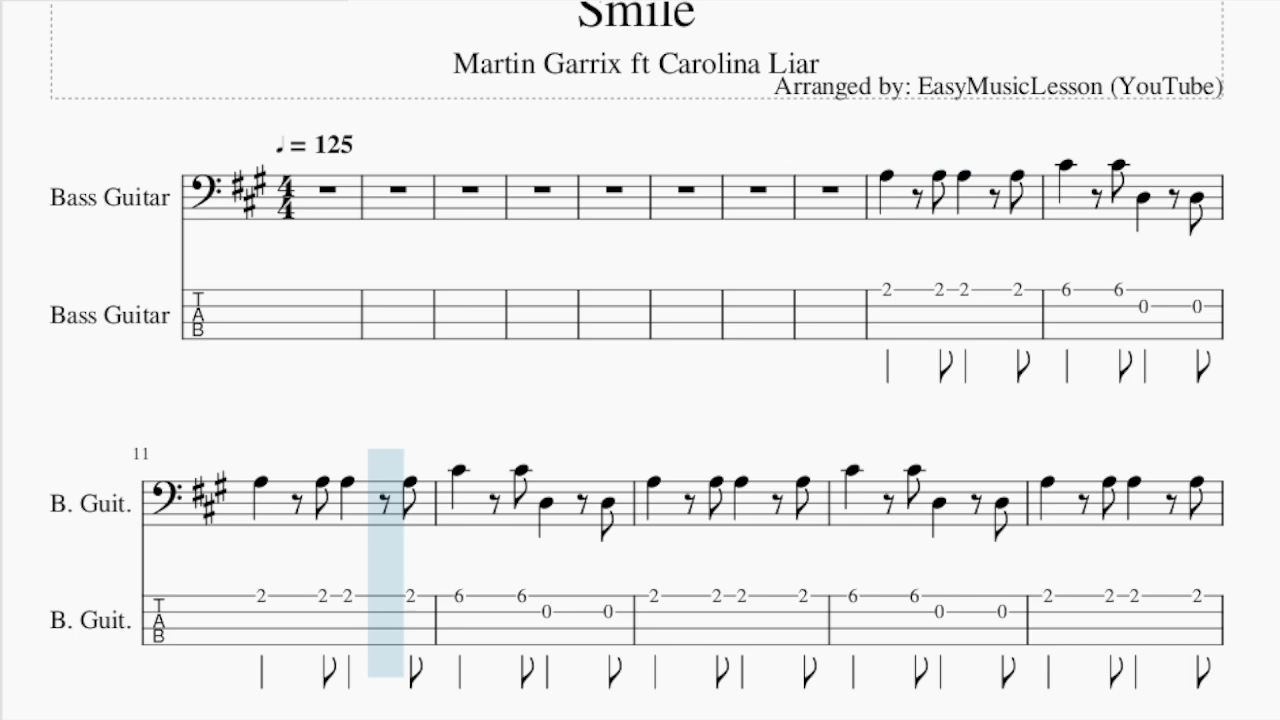 Smile
Martin Garrix ft Carolina Liar
Arranged by: EasyMusicLesson (YouTube)
♩ = 125
Bass Guitar 4 4
Bass Guitar T A B 2 2 2 2 6 6 0 0
11
B. Guit.
B. Guit. T A B 2 2 2 2 6 6 0 0 2 2 2 2 6 6 0 0 2 2 2 2